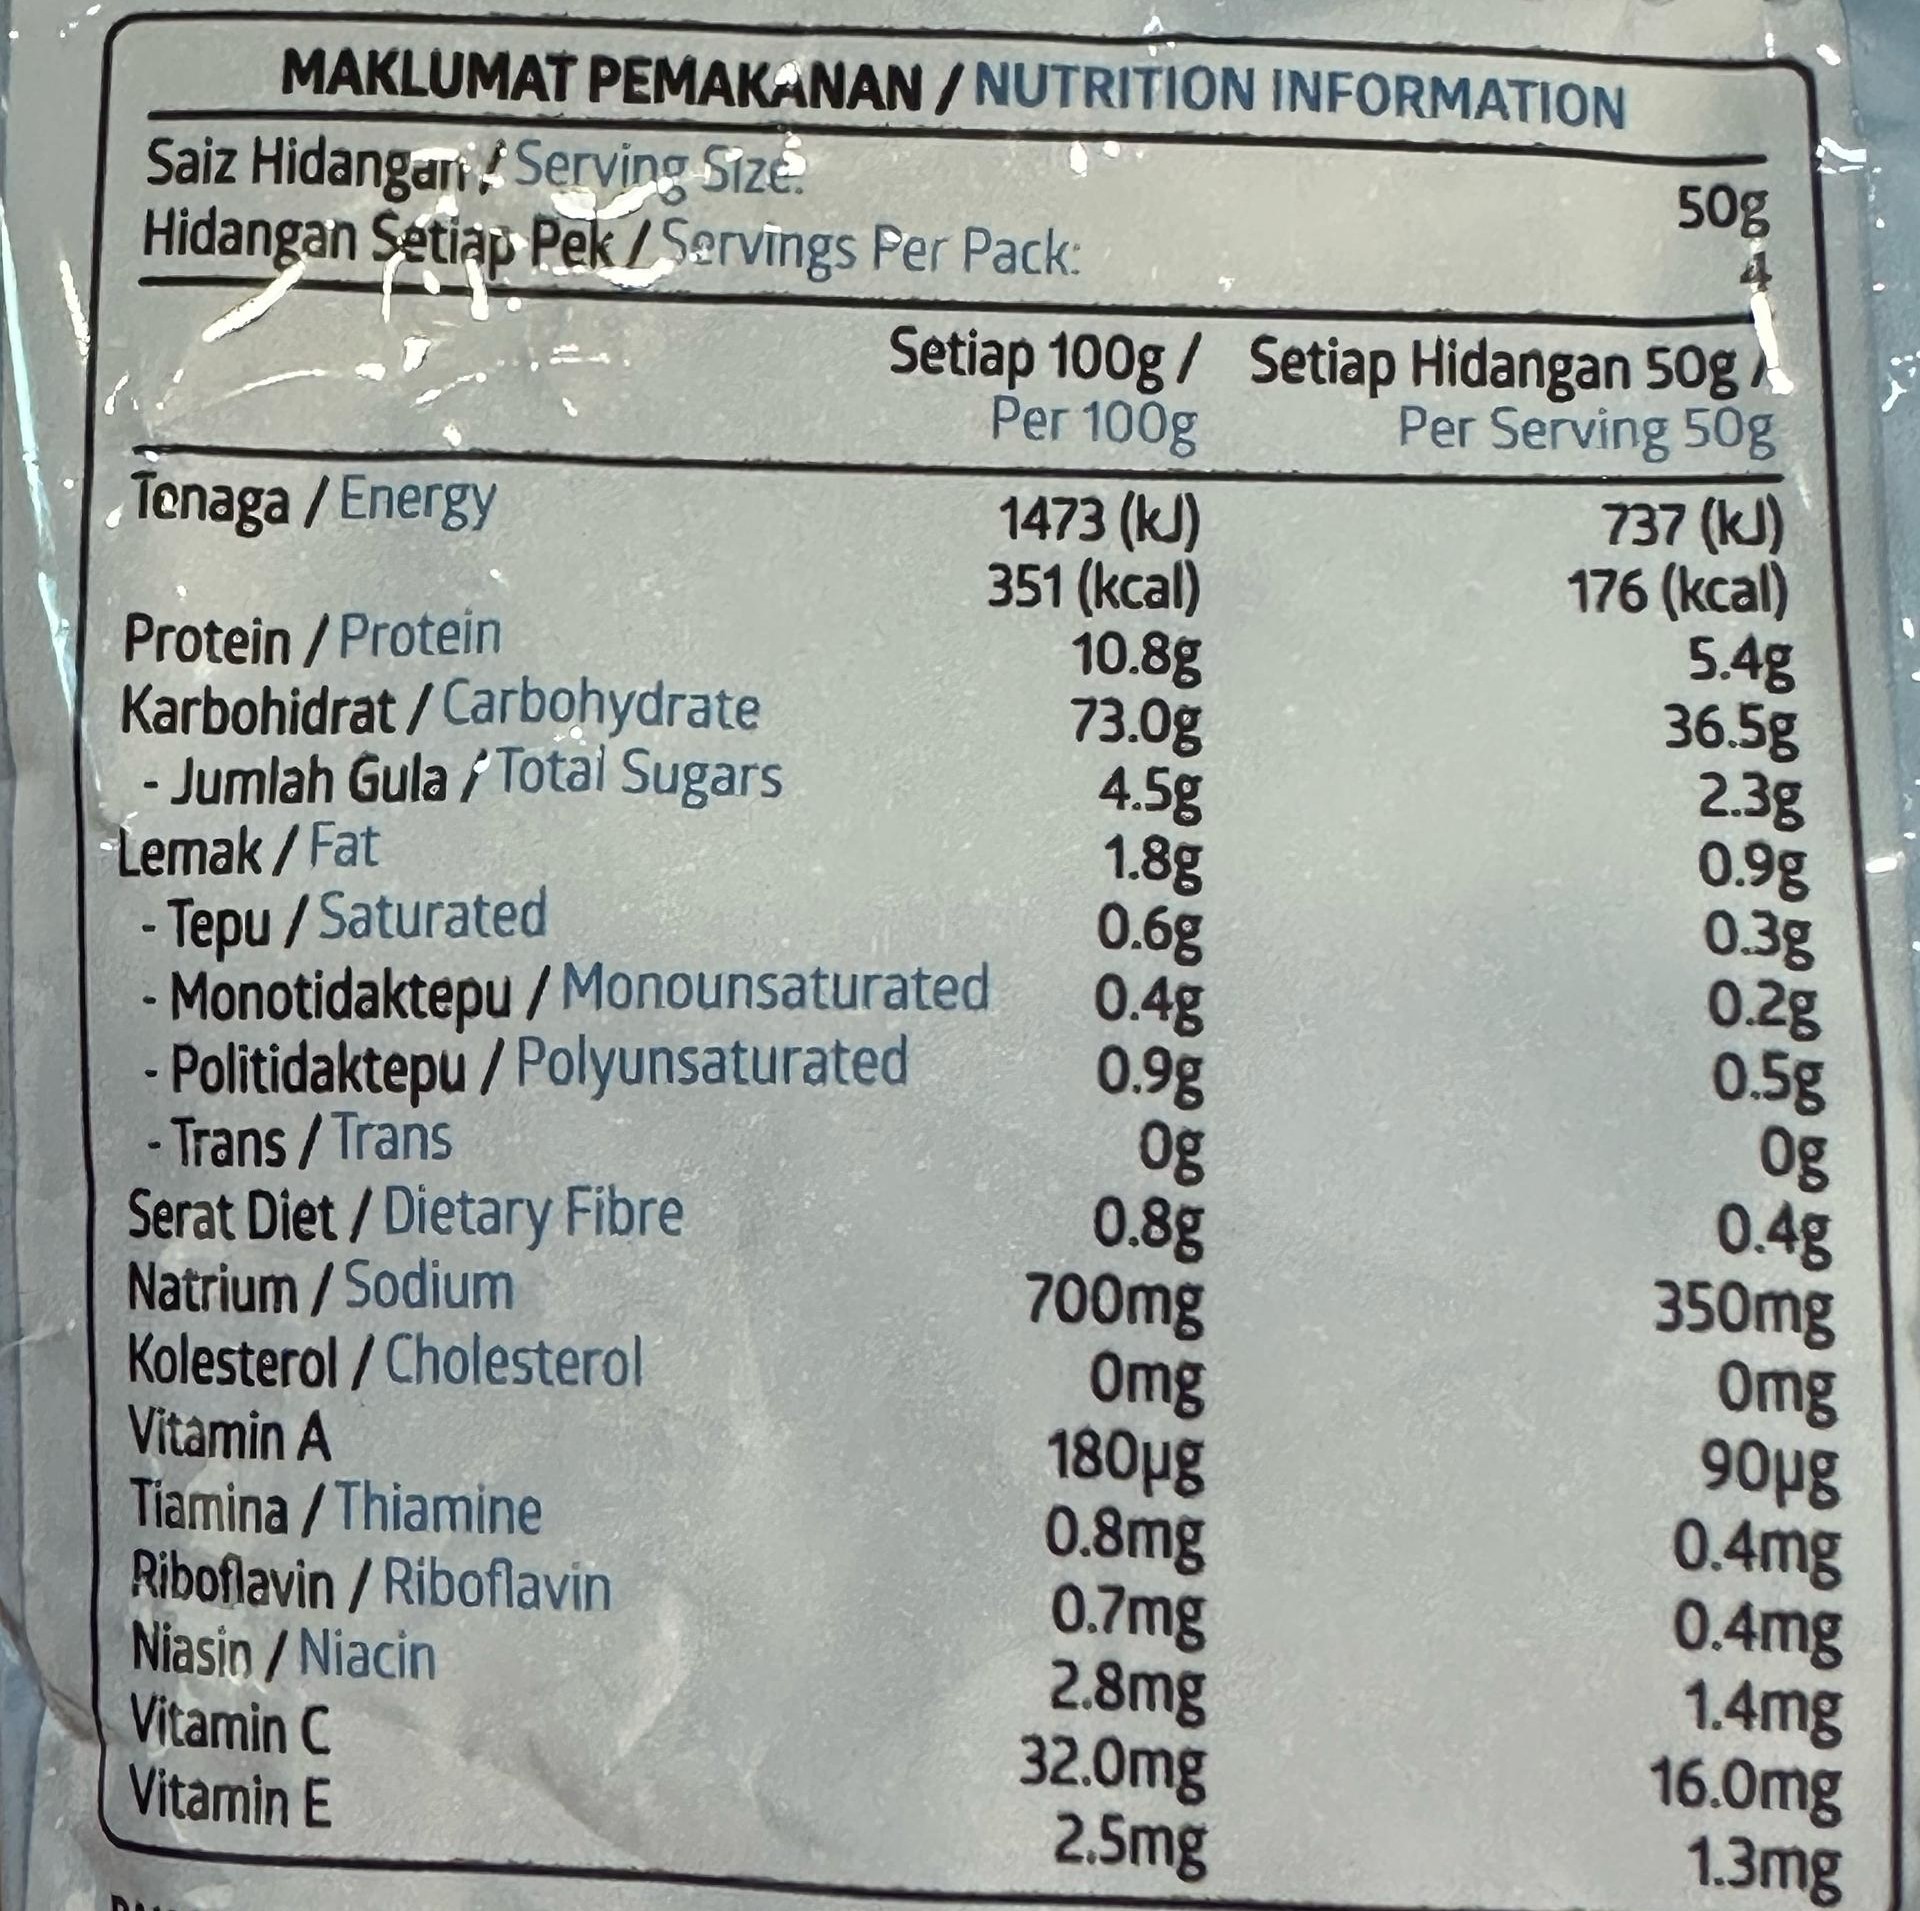 MAKLUMAT PEMAKANAN / NUTRITION INFORMATION
Saiz Hidangan / Serving Size: 50g
Hidangan Setiap Pek / Servings Per Pack: 4
Setiap 100g / Setiap Hidangan 50g /
Per 100g Per Serving 50g
Tenaga / Energy 1473 (kJ) 737 (kJ)
351 (kcal) 176 (kcal)
Protein / Protein 10.8g 5.4g
Karbohidrat / Carbohydrate 73.0g 36.5g
- Jumlah Gula / Total Sugars 4.5g 2.3g
Lemak / Fat 1.8g 0.9g
- Tepu / Saturated 0.6g 0.3g
- Monotidaktepu / Monounsaturated 0.4g 0.2g
- Politidaktepu / Polyunsaturated 0.9g 0.5g
- Trans / Trans 0g 0g
Serat Diet / Dietary Fibre 0.8g 0.4g
Natrium / Sodium 700mg 350mg
Kolesterol / Cholesterol 0mg 0mg
Vitamin A 180µg 90µg
Tiamina / Thiamine 0.8mg 0.4mg
Riboflavin / Riboflavin 0.7mg 0.4mg
Niasin / Niacin 2.8mg 1.4mg
Vitamin C 32.0mg 16.0mg
Vitamin E 2.5mg 1.3mg